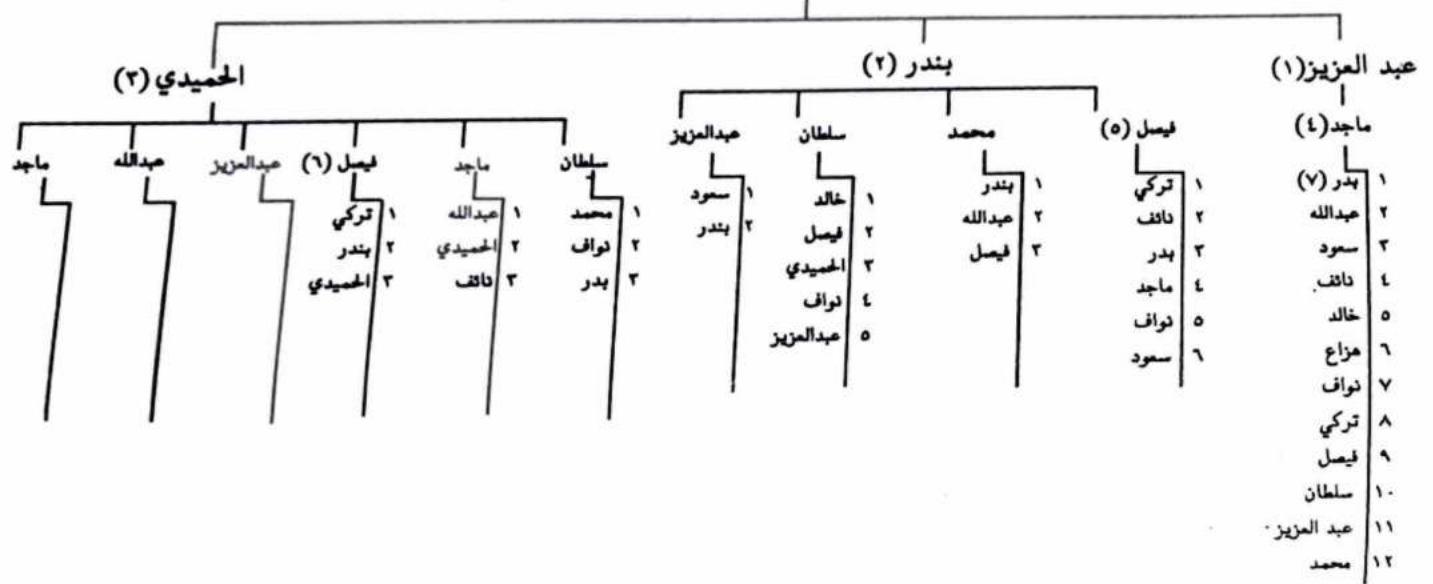 عبد العزيز (١)
بندر (٢)
الحميدي (٣)
ماجد (٤)
١ بدر (٧)
٢ عبدالله
٣ سعود
٤ نائف
٥ خالد
٦ هزاع
٧ نواف
٨ تركي
٩ فيصل
١٠ سلطان
١١ عبد العزيز
١٢ محمد
فيصل (٥)
١ تركي
٢ نائف
٣ بدر
٤ ماجد
٥ نواف
٦ سعود
محمد
١ بندر
٢ عبدالله
٣ فيصل
سلطان
١ خالد
٢ فيصل
٣ الحميدي
٤ نواف
٥ عبدالعزيز
عبدالعزيز
١ سعود
٢ بندر
سلطان
١ محمد
٢ نواف
٣ بدر
ماجد
١ عبدالله
٢ الحميدي
٣ نائف
فيصل (٦)
١ تركي
٢ بندر
٣ الحميدي
عبدالعزيز
عبدالله
ماجد